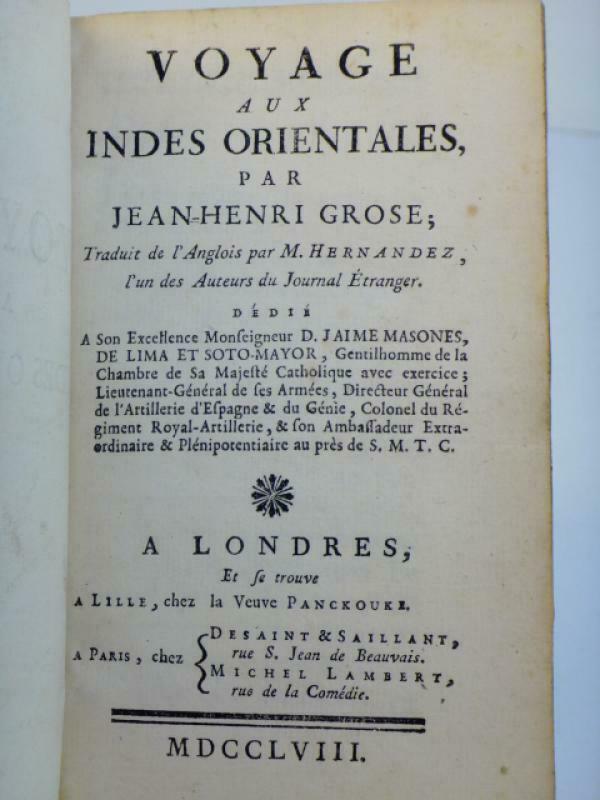 VOYAGE
AUX
INDES ORIENTALES,
PAR
JEAN-HENRI GROSE;
Traduit de l'Anglois par M. HERNANDEZ,
l'un des Auteurs du Journal Étranger.
DÉDIÉ
A Son Excellence Monſeigneur D. JAIME MASONES,
DE LIMA ET SOTO-MAYOR, Gentilhomme de la
Chambre de Sa Majeſté Catholique avec exercice;
Lieutenant-Général de ſes Armées, Directeur Général
de l'Artillerie d'Eſpagne & du Génie, Colonel du Ré-
giment Royal-Artillerie, & ſon Ambaſſadeur Extra-
ordinaire & Plénipotentiaire au près de S. M. T. C.
A LONDRES,
Et ſe trouve
A LILLE, chez la Veuve PANCKOUKE.
A PARIS, chez
DESAINT & SAILLANT,
rue S. Jean de Beauvais.
MICHEL LAMBERT,
rue de la Comédie.
MDCCLVIII.